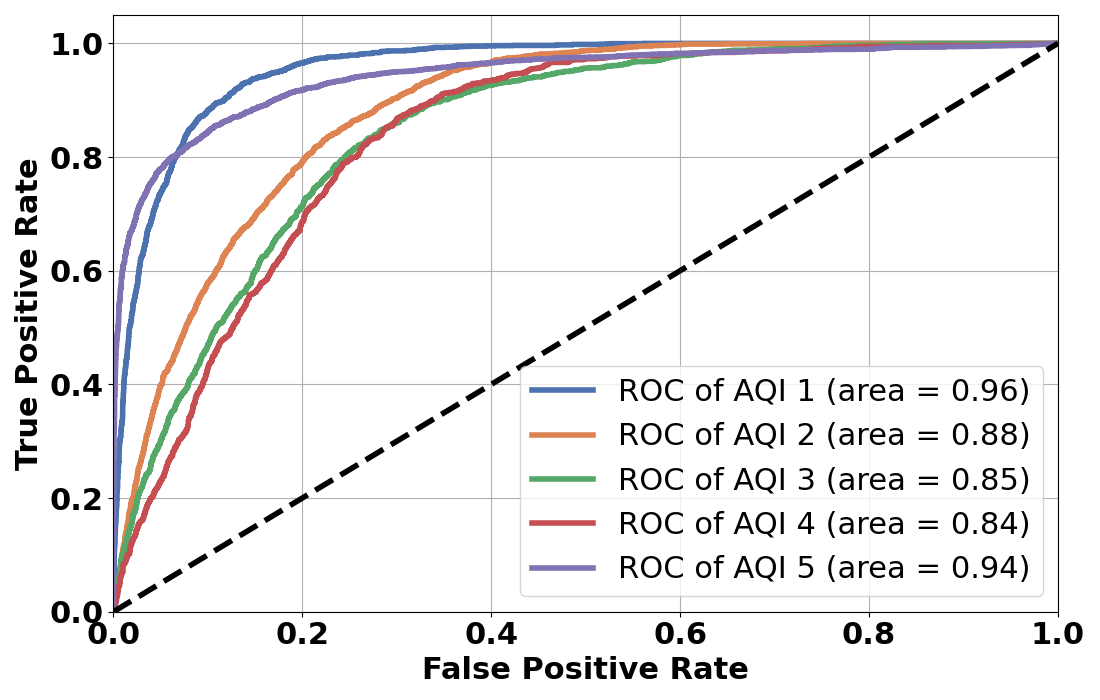 1.0
0.8
0.6
0.4
0.2
0.0
True Positive Rate
ROC of AQI 1 (area = 0.96)
ROC of AQI 2 (area = 0.88)
ROC of AQI 3 (area = 0.85)
ROC of AQI 4 (area = 0.84)
ROC of AQI 5 (area = 0.94)
0.0 0.2 0.4 0.6 0.8 1.0
False Positive Rate